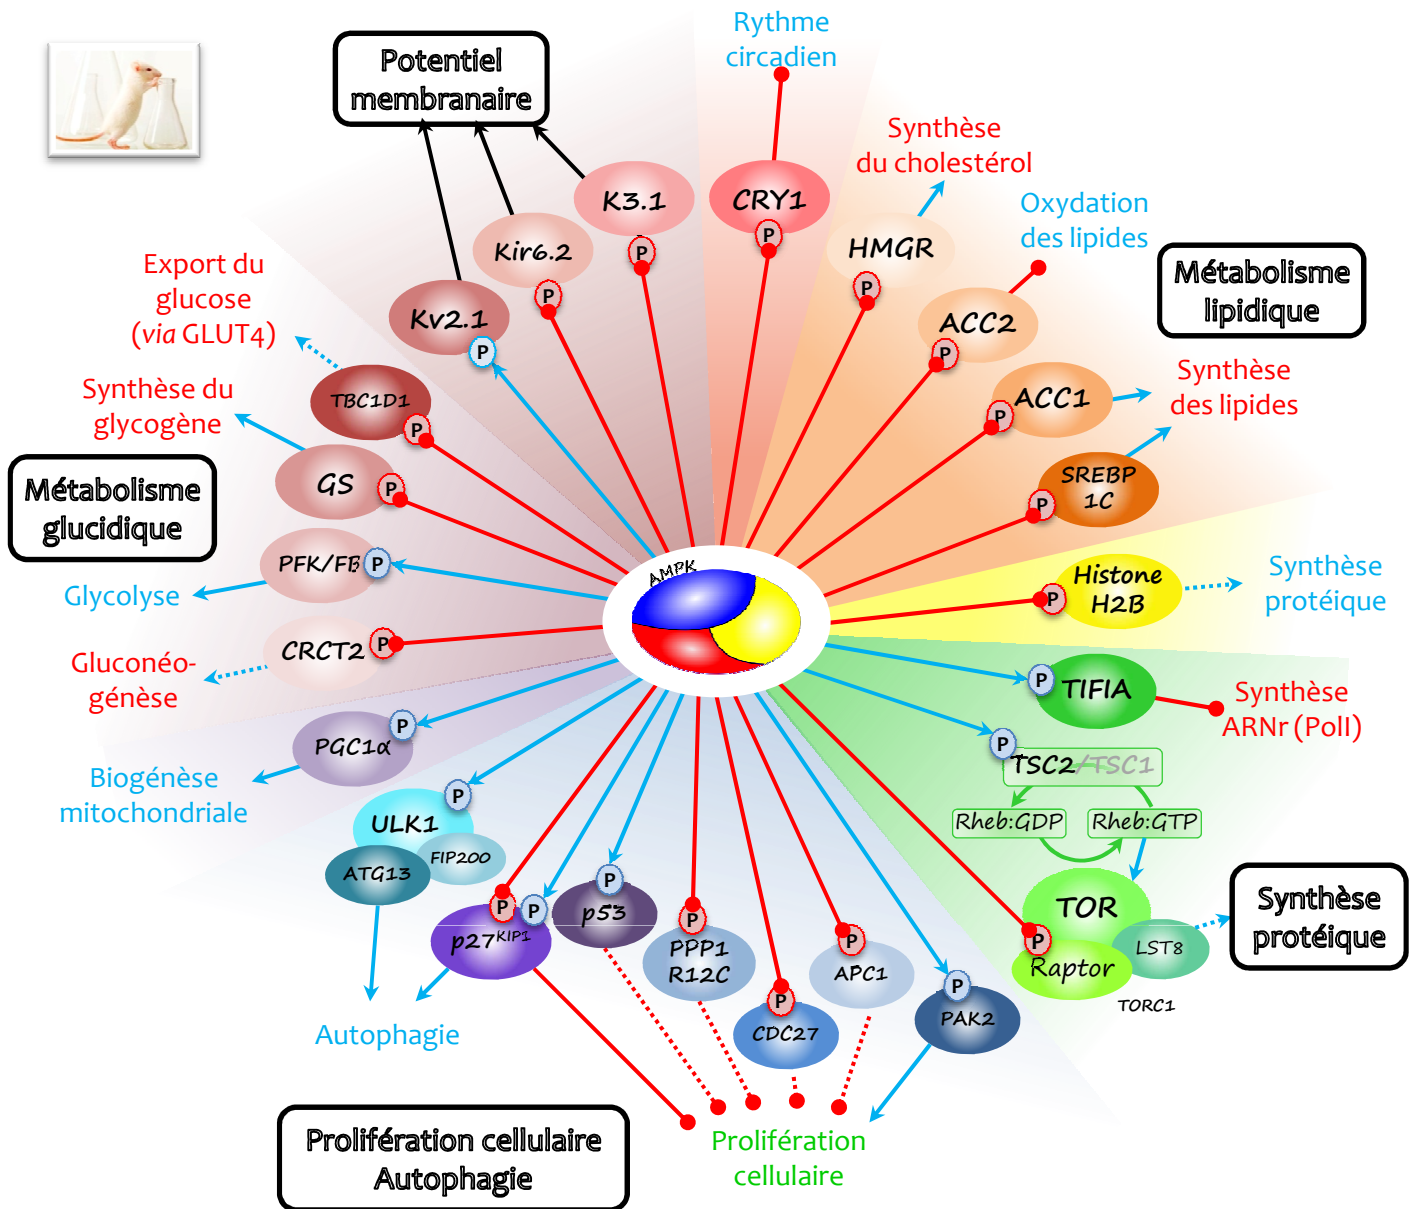 Rythme
circadien
Potentiel
membranaire
Synthèse
du cholestérol
K3.1
P
CRY1
P
Kir6.2
P
HMGR
P
Oxydation
des lipides
Métabolisme
lipidique
Export du
glucose
(via GLUT4)
Kv2.1
P
ACC2
P
Synthèse du
glycogène
TBC1D1
P
ACC1
P
Synthèse
des lipides
Métabolisme
glucidique
GS
P
SREBP
1C
P
PFK/FB
P
Glycolyse
AMPK
Histone
H2B
P
Synthèse
protéique
CRCT2
P
Gluconéo-
génèse
TIFIA
P
Synthèse
ARNr (PolI)
PGC1α
P
Biogénèse
mitochondriale
P
TSC2/TSC1
Rheb:GDP
Rheb:GTP
P
ULK1
FIP200
ATG13
P
P
p27KIP1
P
p53
P
PPP1
R12C
P
CDC27
P
APC1
P
PAK2
TOR
P
Raptor
LST8
TORC1
Synthèse
protéique
Autophagie
Prolifération cellulaire
Autophagie
Prolifération
cellulaire